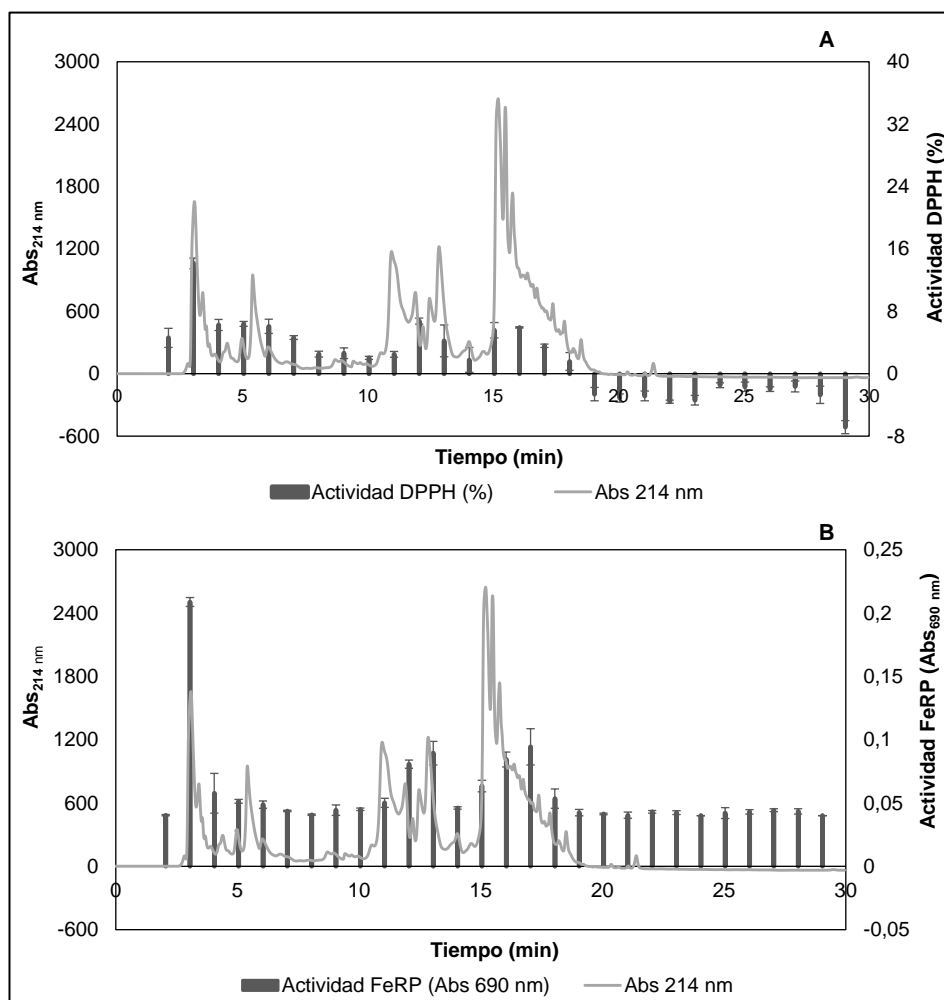 A
3000
2400
1800
1200
600
0
-600
Abs214 nm
40
32
24
16
8
0
-8
Actividad DPPH (%)
0 5 10 15 20 25 30
Tiempo (min)
Actividad DPPH (%) Abs 214 nm
B
3000
2400
1800
1200
600
0
-600
Abs214 nm
0,25
0,2
0,15
0,1
0,05
0
-0,05
Actividad FeRP (Abs690 nm)
0 5 10 15 20 25 30
Tiempo (min)
Actividad FeRP (Abs 690 nm) Abs 214 nm